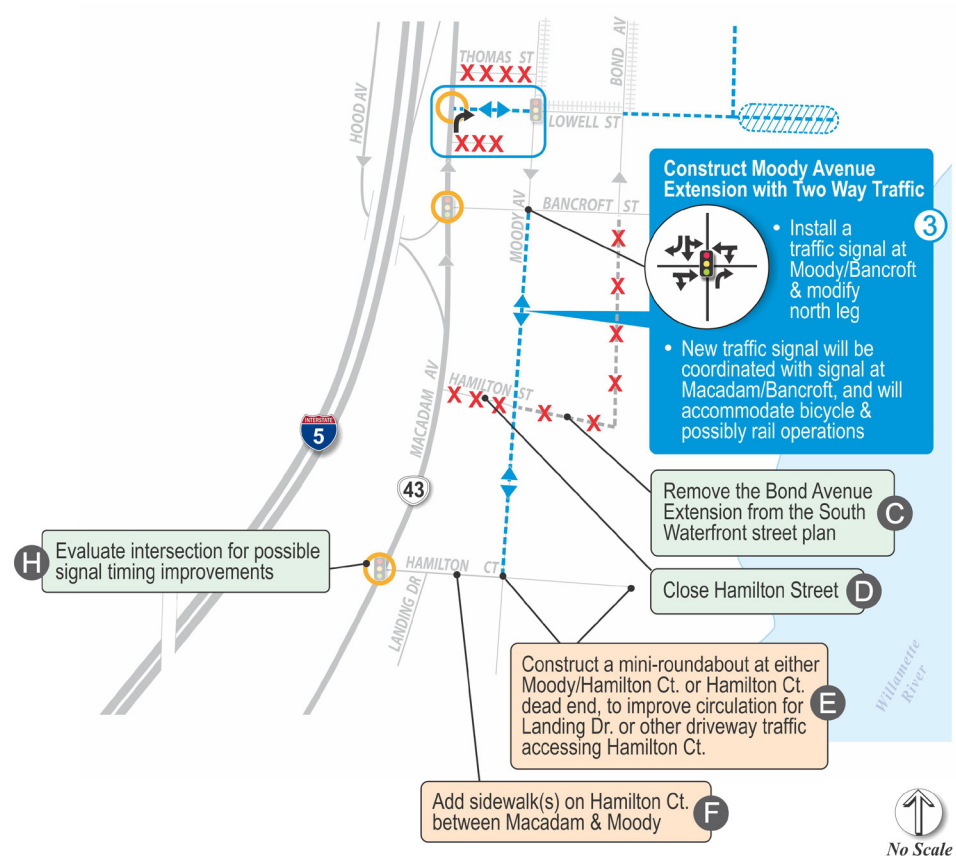 THOMAS ST
X X X X
BOND AV
HOOD AV
LOWELL ST
XXX
MOODY AV
BANCROFT ST
X
X
X
X
Construct Moody Avenue
Extension with Two Way Traffic
3
• Install a
traffic signal at
Moody/Bancroft
& modify
north leg
• New traffic signal will be
coordinated with signal at
Macadam/Bancroft, and will
accommodate bicycle &
possibly rail operations
MACADAM AV
HAMILTON ST
X X X X X
INTERSTATE
5
43
Remove the Bond Avenue
Extension from the South
Waterfront street plan
C
H
Evaluate intersection for possible
signal timing improvements
HAMILTON CT
LANDING DR
Close Hamilton Street
D
Construct a mini-roundabout at either
Moody/Hamilton Ct. or Hamilton Ct.
dead end, to improve circulation for
Landing Dr. or other driveway traffic
accessing Hamilton Ct.
E
Willamette
River
Add sidewalk(s) on Hamilton Ct.
between Macadam & Moody
F
No Scale